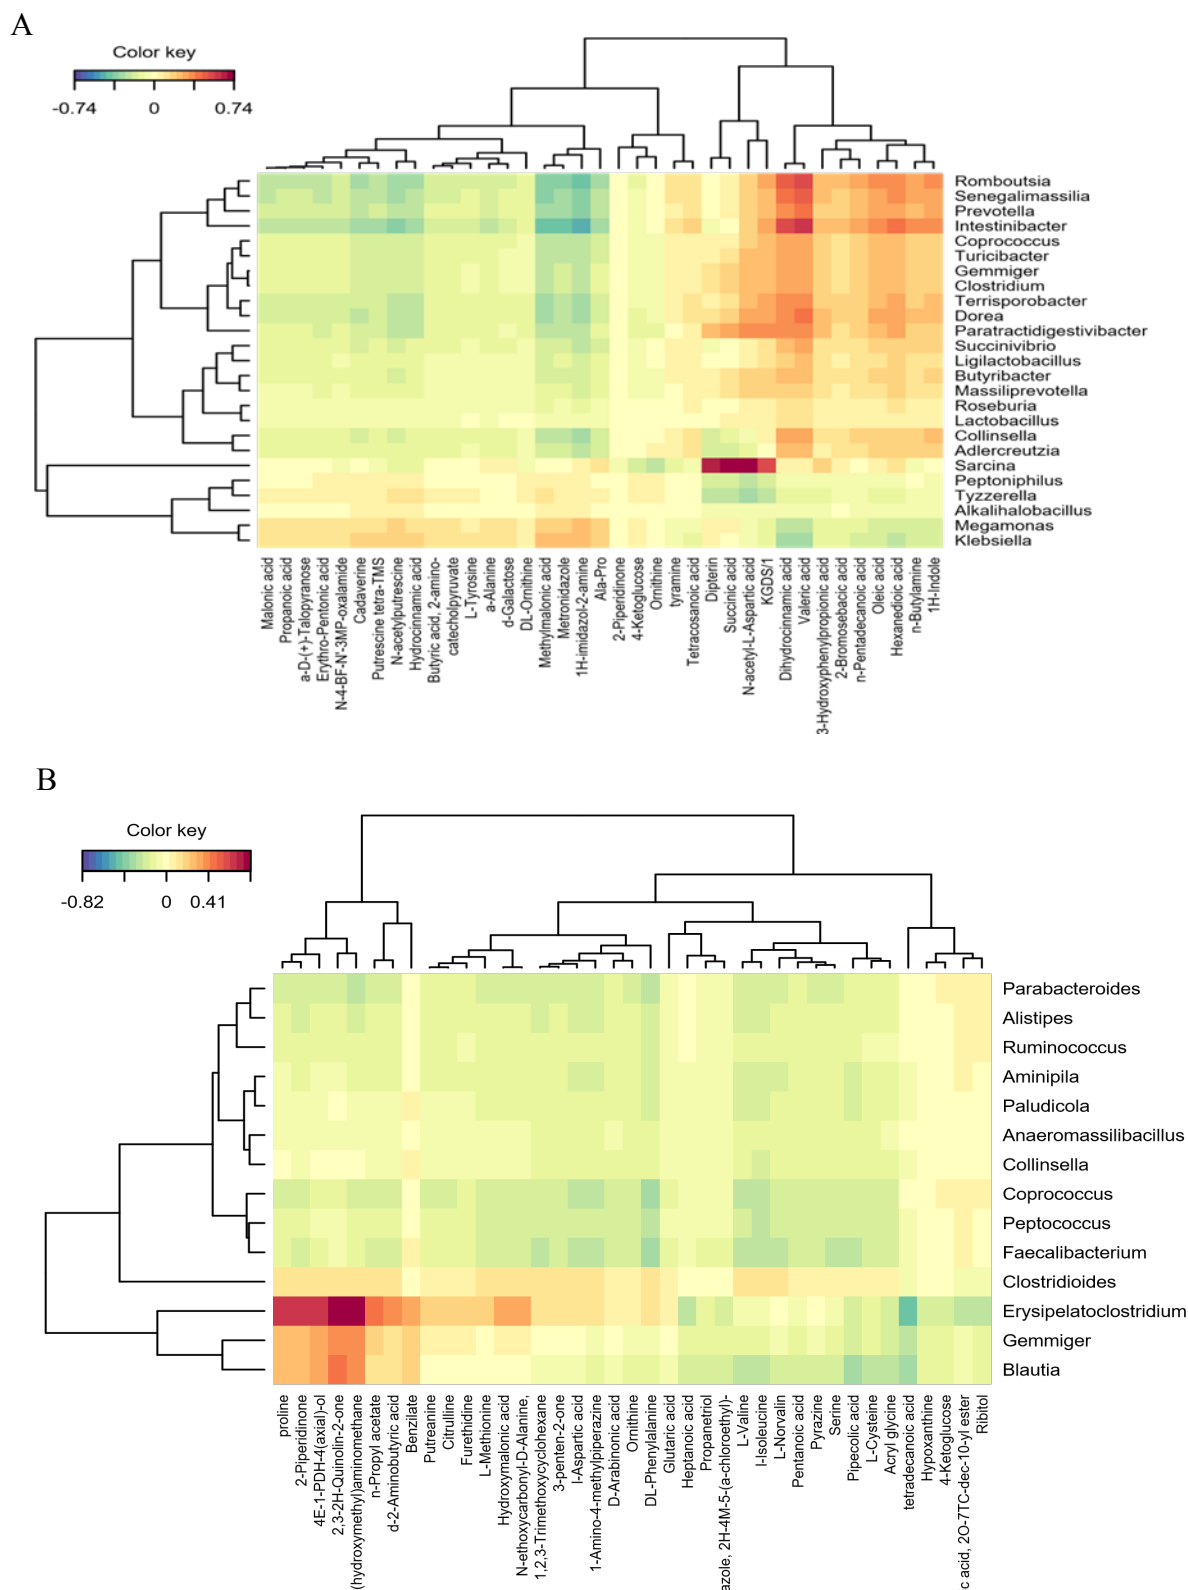 A
Color key
-0.74 0 0.74
Romboutsia
Senegalimassilia
Prevotella
Intestinibacter
Coprococcus
Turicibacter
Gemmiger
Clostridium
Terrisporobacter
Dorea
Paratractidigestivibacter
Succinivibrio
Ligilactobacillus
Butyribacter
Massiliprevotella
Roseburia
Lactobacillus
Collinsella
Adlercreutzia
Sarcina
Peptoniphilus
Tyzzerella
Alkalihalobacillus
Megamonas
Klebsiella
Malonic acid
Propanoic acid
a-D-(+)-Talopyranose
Erythro-Pentonic acid
N-4-BF-N'-3MP-oxalamide
Cadaverine
Putrescine tetra-TMS
N-acetylputrescine
Hydrocinnamic acid
Butyric acid, 2-amino-
catecholpyruvate
L-Tyrosine
a-Alanine
d-Galactose
DL-Ornithine
Methylmalonic acid
Metronidazole
1H-imidazol-2-amine
Ala-Pro
2-Piperidinone
4-Ketoglucose
Ornithine
tyramine
Tetracosanoic acid
Dipterin
Succinic acid
N-acetyl-L-Aspartic acid
KGDS/1
Dihydrocinnamic acid
Valeric acid
3-Hydroxyphenylpropionic acid
2-Bromosebacic acid
n-Pentadecanoic acid
Oleic acid
Hexanedioic acid
n-Butylamine
1H-Indole
B
Color key
-0.82 0 0.41
Parabacteroides
Alistipes
Ruminococcus
Aminipila
Paludicola
Anaeromassilibacillus
Collinsella
Coprococcus
Peptococcus
Faecalibacterium
Clostridioides
Erysipelatoclostridium
Gemmiger
Blautia
proline
2-Piperidinone
4E-1-PDH-4(axial)-ol
2,3-2H-Quinolin-2-one
(hydroxymethyl)aminomethane
n-Propyl acetate
d-2-Aminobutyric acid
Benzilate
Putreanine
Citrulline
Furethidine
L-Methionine
Hydroxymalonic acid
N-ethoxycarbonyl-D-Alanine,
1,2,3-Trimethoxycyclohexane
3-penten-2-one
l-Aspartic acid
1-Amino-4-methylpiperazine
D-Arabinonic acid
Ornithine
DL-Phenylalanine
Glutaric acid
Heptanoic acid
Propanetriol
azole, 2H-4M-5-(a-chloroethyl)-
L-Valine
l-Isoleucine
L-Norvalin
Pentanoic acid
Pyrazine
Serine
Pipecolic acid
L-Cysteine
Acryl glycine
tetradecanoic acid
Hypoxanthine
4-Ketoglucose
c acid, 2O-7TC-dec-10-yl ester
Ribitol